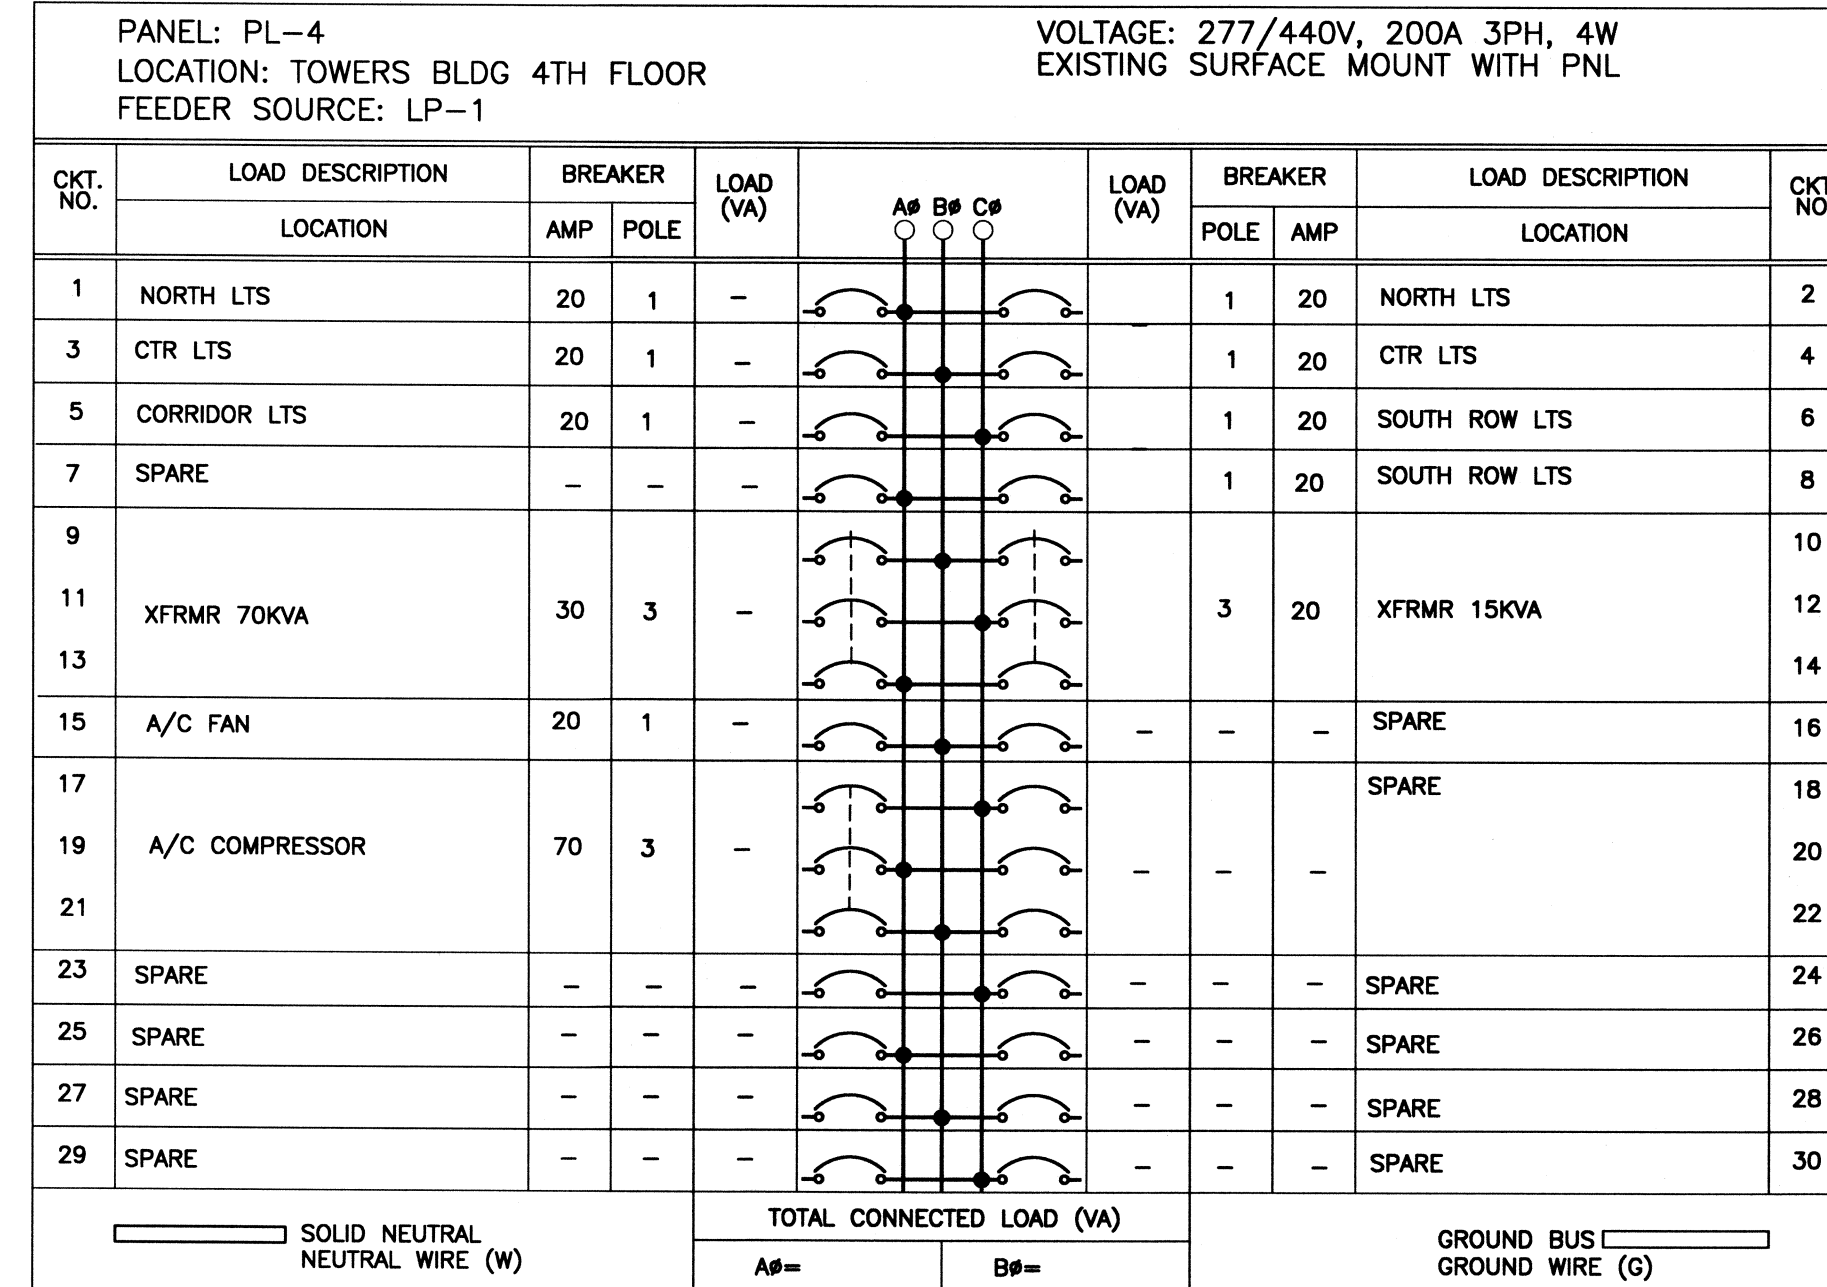 PANEL: PL-4
LOCATION: TOWERS BLDG 4TH FLOOR
FEEDER SOURCE: LP-1
VOLTAGE: 277/440V, 200A 3PH, 4W
EXISTING SURFACE MOUNT WITH PNL
CKT. NO. LOAD DESCRIPTION BREAKER LOAD (VA) AØ BØ CØ LOAD (VA) BREAKER LOAD DESCRIPTION CKT NO
LOCATION AMP POLE POLE AMP LOCATION
1 NORTH LTS 20 1 - 1 20 NORTH LTS 2
3 CTR LTS 20 1 - - 1 20 CTR LTS 4
5 CORRIDOR LTS 20 1 - 1 20 SOUTH ROW LTS 6
7 SPARE - - - - 1 20 SOUTH ROW LTS 8
9 10
11 XFRMR 70KVA 30 3 - 3 20 XFRMR 15KVA 12
13 14
15 A/C FAN 20 1 - - - - SPARE 16
17 SPARE 18
19 A/C COMPRESSOR 70 3 - - - - 20
21 22
23 SPARE - - - - - - SPARE 24
25 SPARE - - - - - - SPARE 26
27 SPARE - - - - - - SPARE 28
29 SPARE - - - - - - SPARE 30
SOLID NEUTRAL
NEUTRAL WIRE (W)
TOTAL CONNECTED LOAD (VA)
AØ= BØ=
GROUND BUS
GROUND WIRE (G)